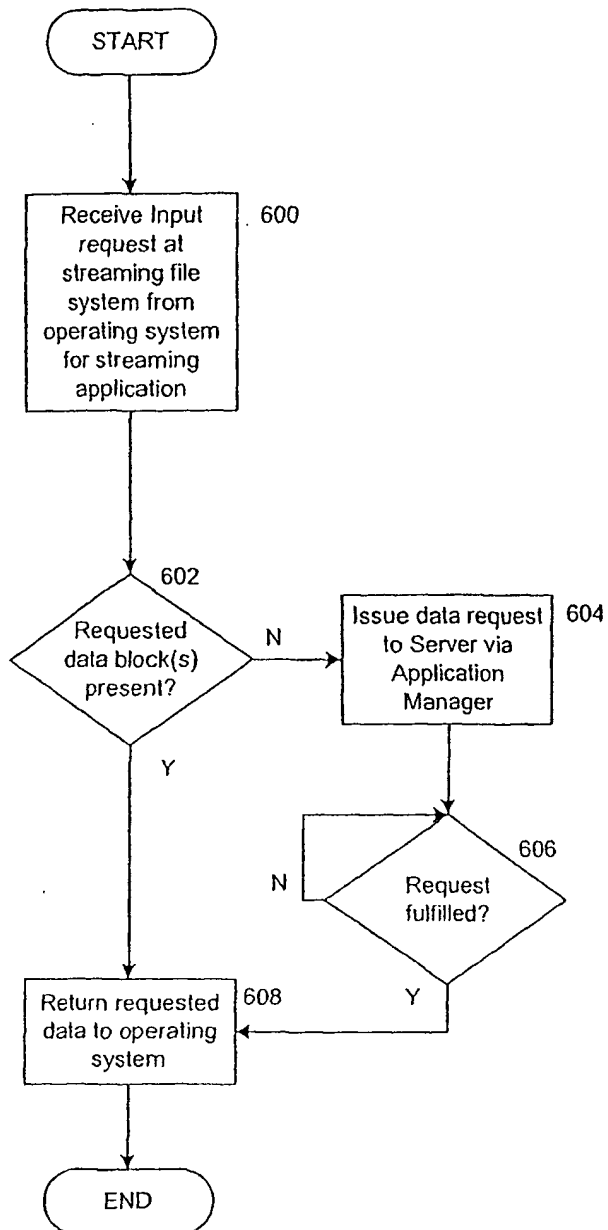 START
Receive Input
request at
streaming file
system from
operating system
for streaming
application
600
602
Requested
data block(s)
present?
N
Y
Issue data request
to Server via
Application
Manager
604
606
Request
fulfilled?
N
Y
Return requested
data to operating
system
608
END